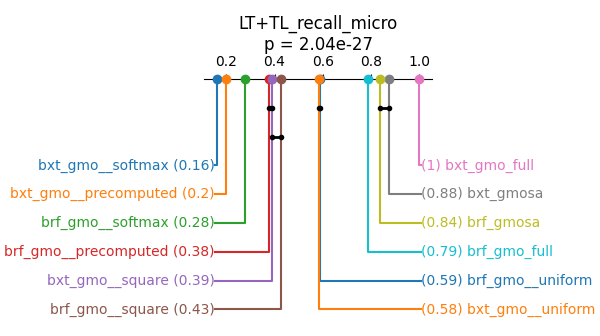 LT+TL_recall_micro
p = 2.04e-27
0.2 0.4 0.6 0.8 1.0
bxt_gmo__softmax (0.16) (1) bxt_gmo_full
bxt_gmo__precomputed (0.2) (0.88) bxt_gmosa
brf_gmo__softmax (0.28) (0.84) brf_gmosa
brf_gmo__precomputed (0.38) (0.79) brf_gmo_full
bxt_gmo__square (0.39) (0.59) brf_gmo__uniform
brf_gmo__square (0.43) (0.58) bxt_gmo__uniform